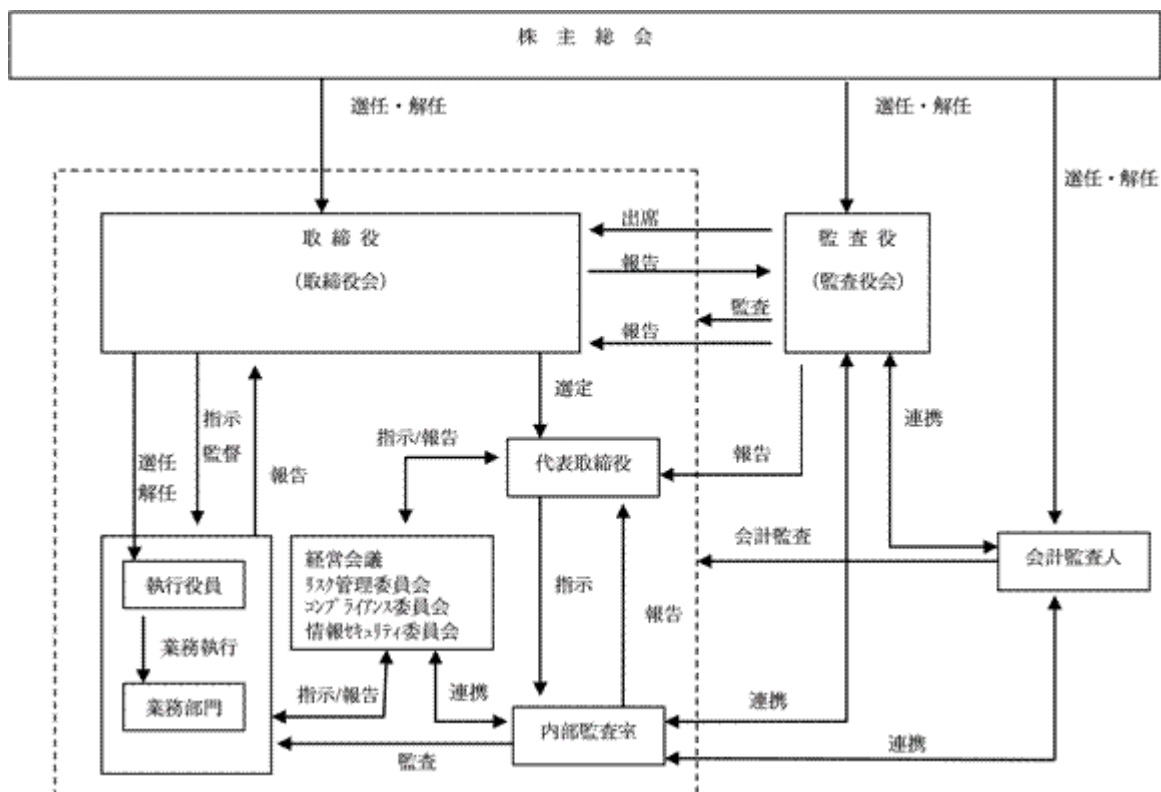 株 主 総 会
選任・解任
選任・解任
選任・解任
取 締 役
(取締役会)
出席
報告
監査
報告
監 査 役
(監査役会)
選任
解任
指示
監督
報告
選定
指示/報告
代表取締役
報告
連携
執行役員
業務執行
業務部門
経営会議
ﾘｽｸ管理委員会
ｺﾝﾌﾟﾗｲｱﾝｽ委員会
情報ｾｷｭﾘﾃｨ委員会
指示
報告
会計監査
会計監査人
指示/報告
連携
内部監査室
監査
連携
連携